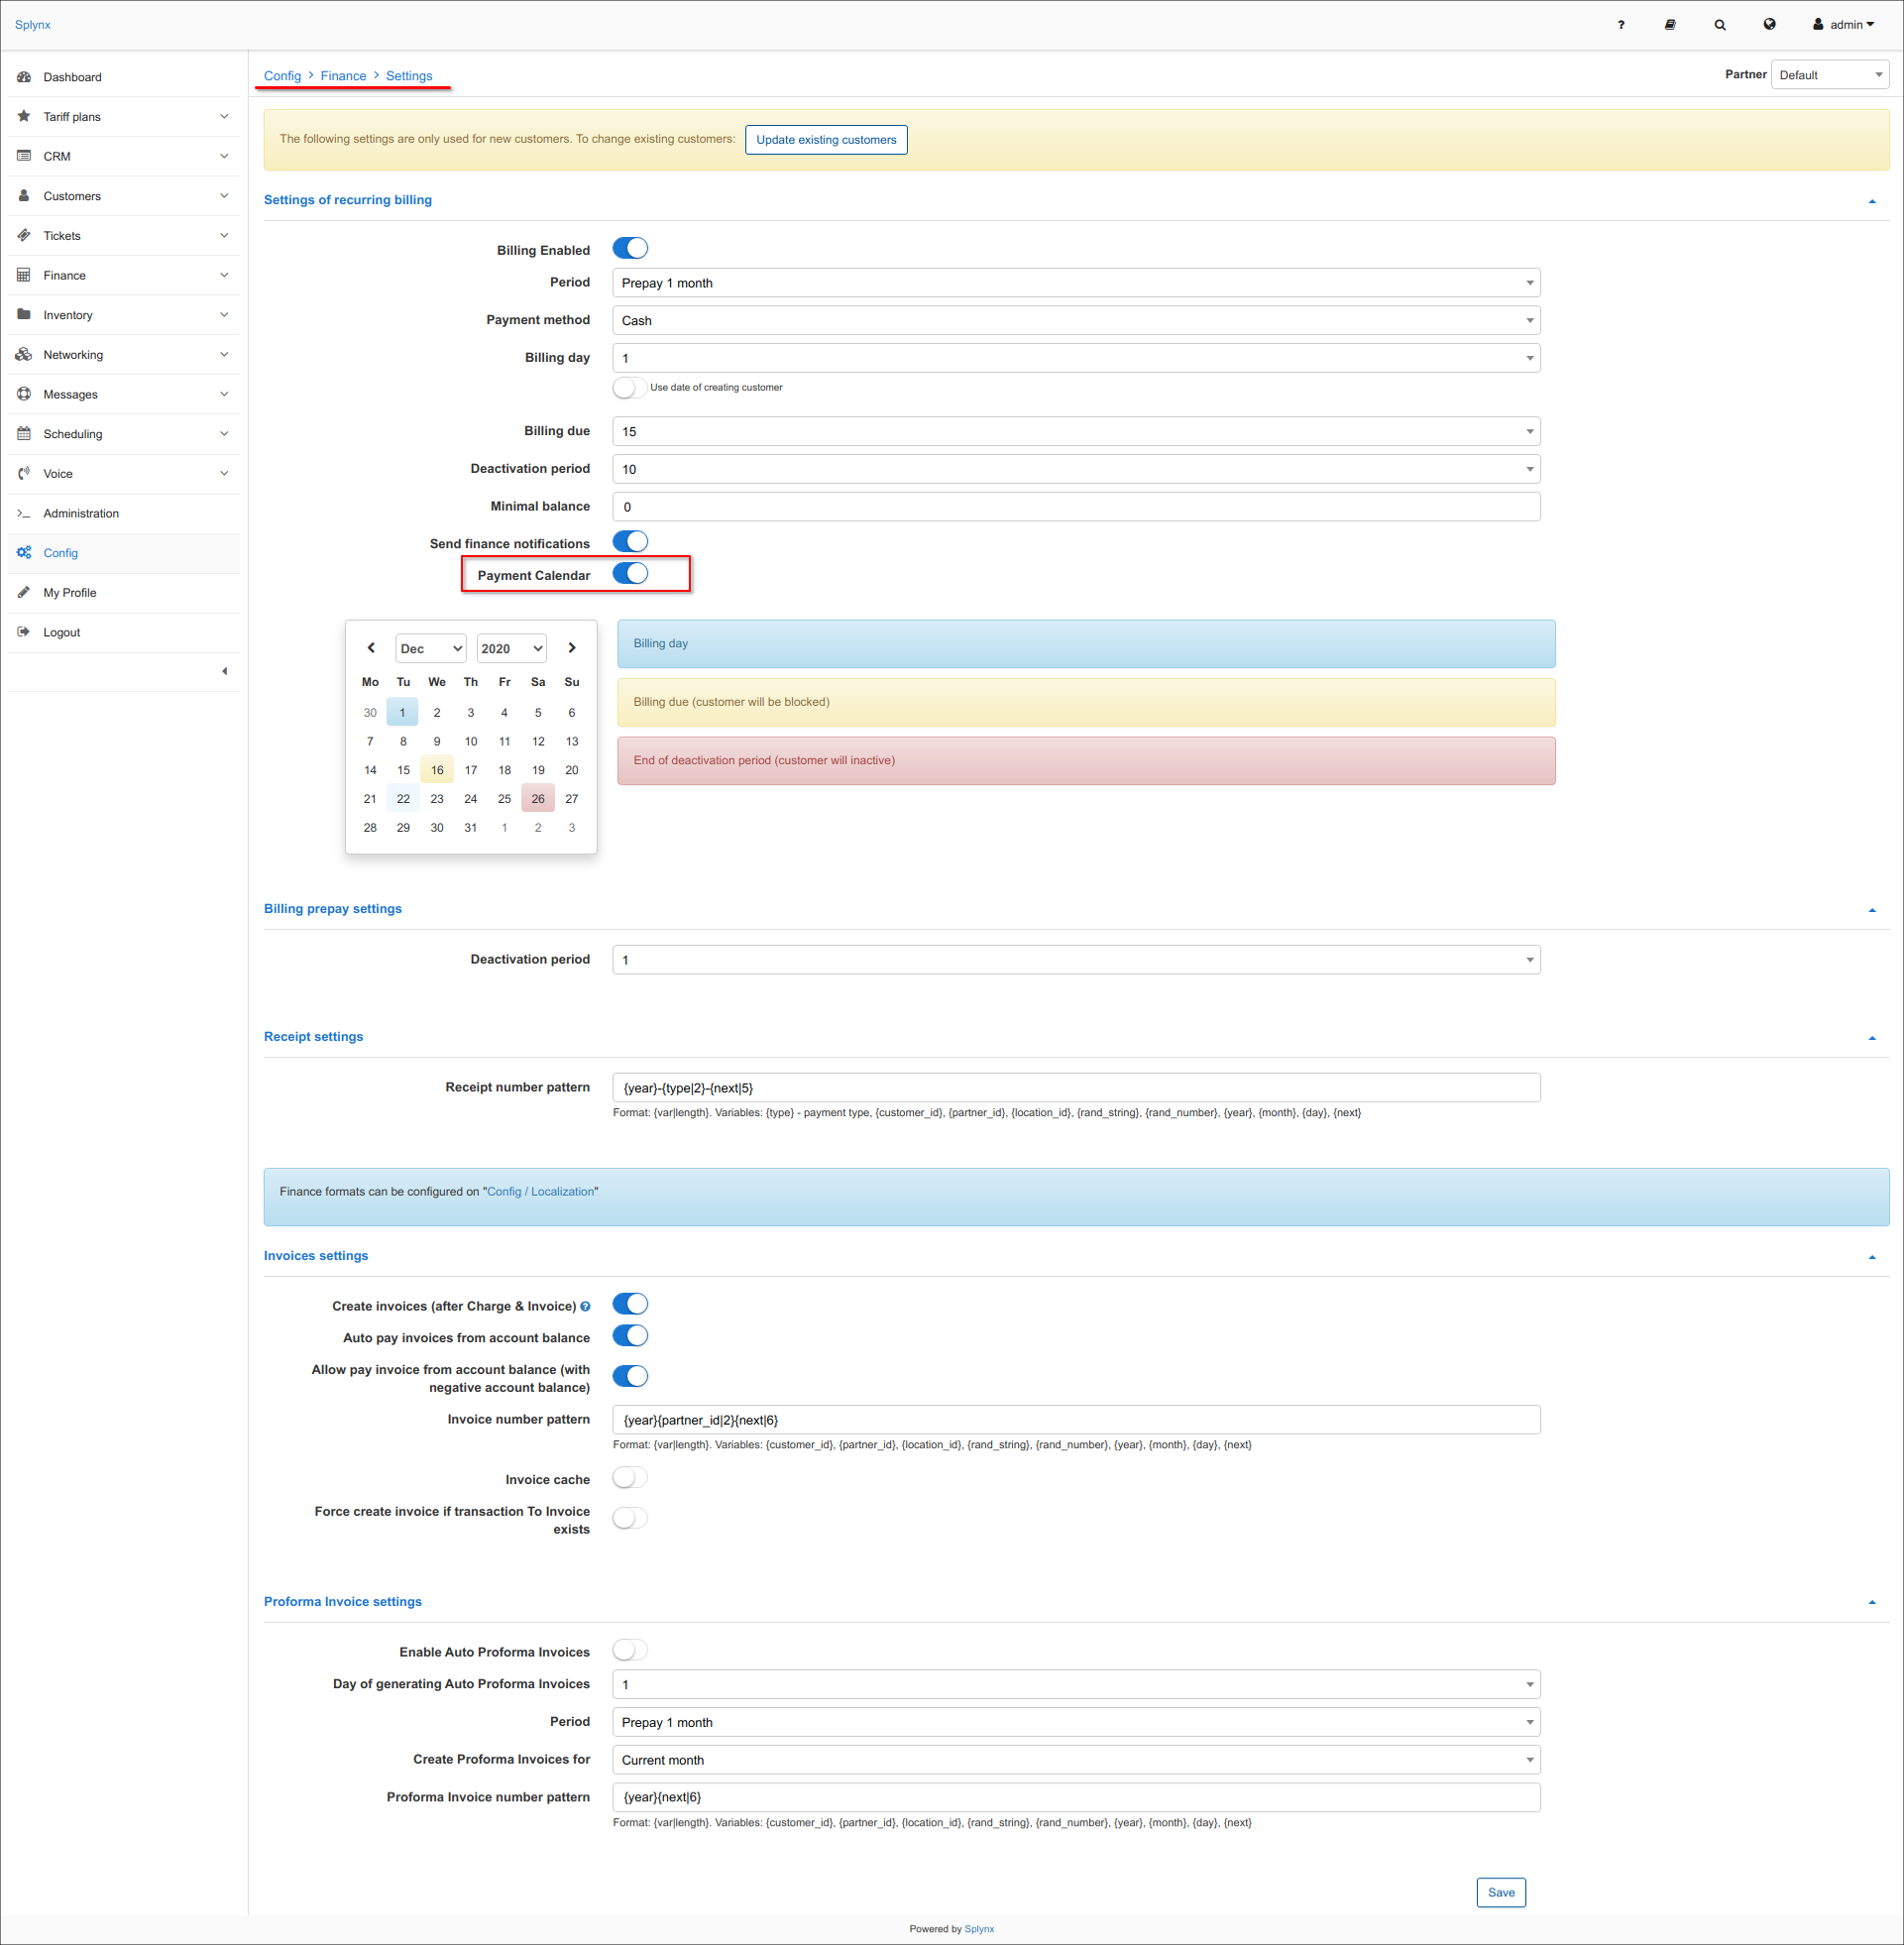 Splynx
? admin
Dashboard
Tariff plans
CRM
Customers
Tickets
Finance
Inventory
Networking
Messages
Scheduling
Voice
Administration
Config
My Profile
Logout
Config > Finance > Settings
Partner Default
The following settings are only used for new customers. To change existing customers: Update existing customers
Settings of recurring billing
Billing Enabled
Period Prepay 1 month
Payment method Cash
Billing day 1
Use date of creating customer
Billing due 15
Deactivation period 10
Minimal balance 0
Send finance notifications
Payment Calendar
Dec 2020
Mo Tu We Th Fr Sa Su
30 1 2 3 4 5 6
7 8 9 10 11 12 13
14 15 16 17 18 19 20
21 22 23 24 25 26 27
28 29 30 31 1 2 3
Billing day
Billing due (customer will be blocked)
End of deactivation period (customer will inactive)
Billing prepay settings
Deactivation period 1
Receipt settings
Receipt number pattern {year}-{type|2}-{next|5}
Format: {var|length}. Variables: {type} - payment type, {customer_id}, {partner_id}, {location_id}, {rand_string}, {rand_number}, {year}, {month}, {day}, {next}
Finance formats can be configured on "Config / Localization"
Invoices settings
Create invoices (after Charge & Invoice) ?
Auto pay invoices from account balance
Allow pay invoice from account balance (with
negative account balance)
Invoice number pattern {year}{partner_id|2}{next|6}
Format: {var|length}. Variables: {customer_id}, {partner_id}, {location_id}, {rand_string}, {rand_number}, {year}, {month}, {day}, {next}
Invoice cache
Force create invoice if transaction To Invoice
exists
Proforma Invoice settings
Enable Auto Proforma Invoices
Day of generating Auto Proforma Invoices 1
Period Prepay 1 month
Create Proforma Invoices for Current month
Proforma Invoice number pattern {year}{next|6}
Format: {var|length}. Variables: {customer_id}, {partner_id}, {location_id}, {rand_string}, {rand_number}, {year}, {month}, {day}, {next}
Save
Powered by Splynx